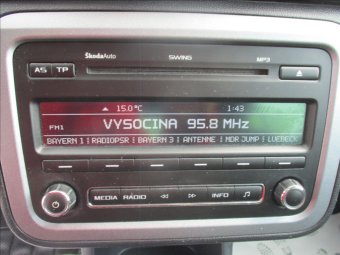 ŠkodaAuto SWING MP3
AS TP
15.0°C 1:43
FM1 VYSOCINA 95.8 MHz
BAYERN 1 RADIOPSR BAYERN 3 ANTENNE MDR JUMP LUEBECK
MEDIA RÁDIO INFO